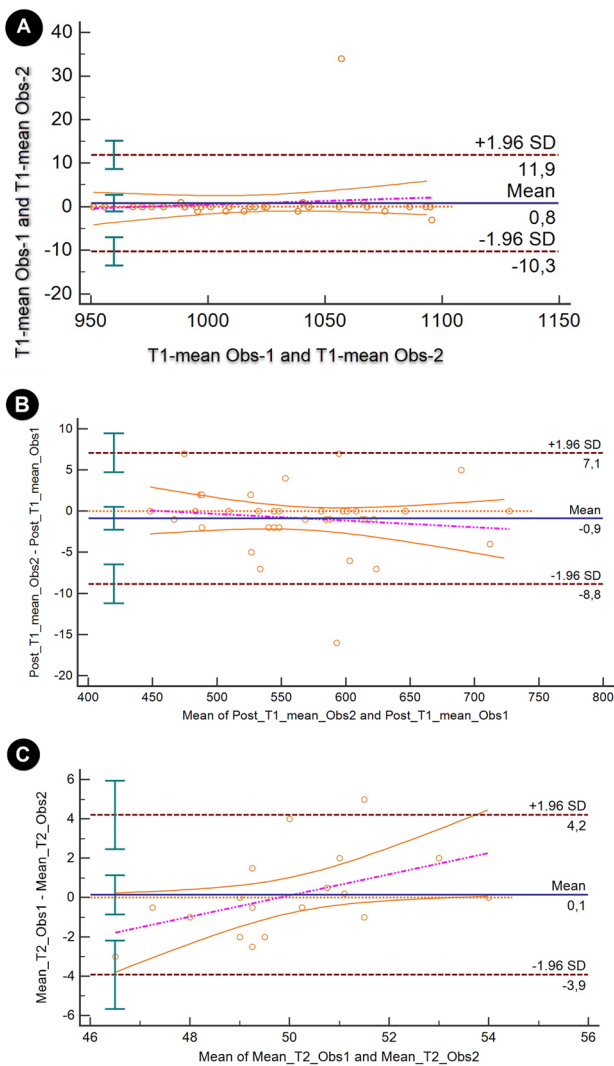 A
T1-mean Obs-1 and T1-mean Obs-2
40
30
20
10
0
-10
-20
+1.96 SD
11,9
Mean
0,8
-1.96 SD
-10,3
950 1000 1050 1100 1150
T1-mean Obs-1 and T1-mean Obs-2
B
Post_T1_mean_Obs2 - Post_T1_mean_Obs1
10
5
0
-5
-10
-15
-20
+1.96 SD
7,1
Mean
-0,9
-1.96 SD
-8,8
400 450 500 550 600 650 700 750 800
Mean of Post_T1_mean_Obs2 and Post_T1_mean_Obs1
C
Mean_T2_Obs1 - Mean_T2_Obs2
6
4
2
0
-2
-4
-6
+1.96 SD
4,2
Mean
0,1
-1.96 SD
-3,9
46 48 50 52 54 56
Mean of Mean_T2_Obs1 and Mean_T2_Obs2